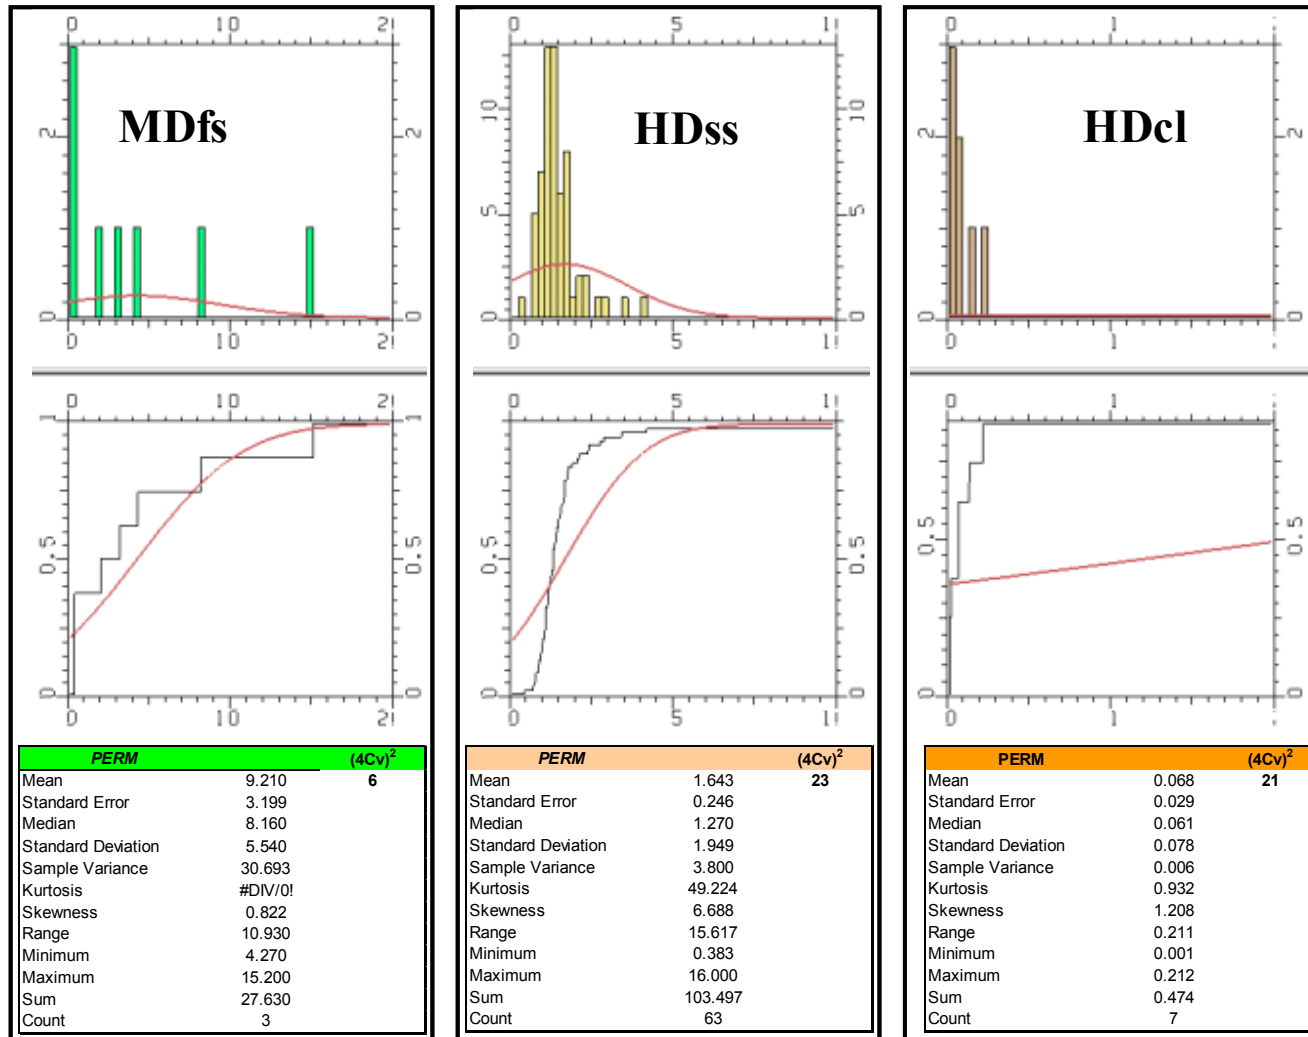 0 10 2
MDfs
2 2
0 0
0 10 2
0 10 2
1 1
0.5 0.5
0 0
0 10 2
PERM (4Cv)2
Mean 9.210 6
Standard Error 3.199
Median 8.160
Standard Deviation 5.540
Sample Variance 30.693
Kurtosis #DIV/0!
Skewness 0.822
Range 10.930
Minimum 4.270
Maximum 15.200
Sum 27.630
Count 3
0 5 1
HDss
10 10
5 5
0 0
0 5 1
0 5 1
0.5 0.5
0 0
0 5 1
PERM (4Cv)2
Mean 1.643 23
Standard Error 0.246
Median 1.270
Standard Deviation 1.949
Sample Variance 3.800
Kurtosis 49.224
Skewness 6.688
Range 15.617
Minimum 0.383
Maximum 16.000
Sum 103.497
Count 63
0 1
HDcl
2 2
0 0
0 1
0 1
0.5 0.5
0 0
0 1
PERM (4Cv)2
Mean 0.068 21
Standard Error 0.029
Median 0.061
Standard Deviation 0.078
Sample Variance 0.006
Kurtosis 0.932
Skewness 1.208
Range 0.211
Minimum 0.001
Maximum 0.212
Sum 0.474
Count 7